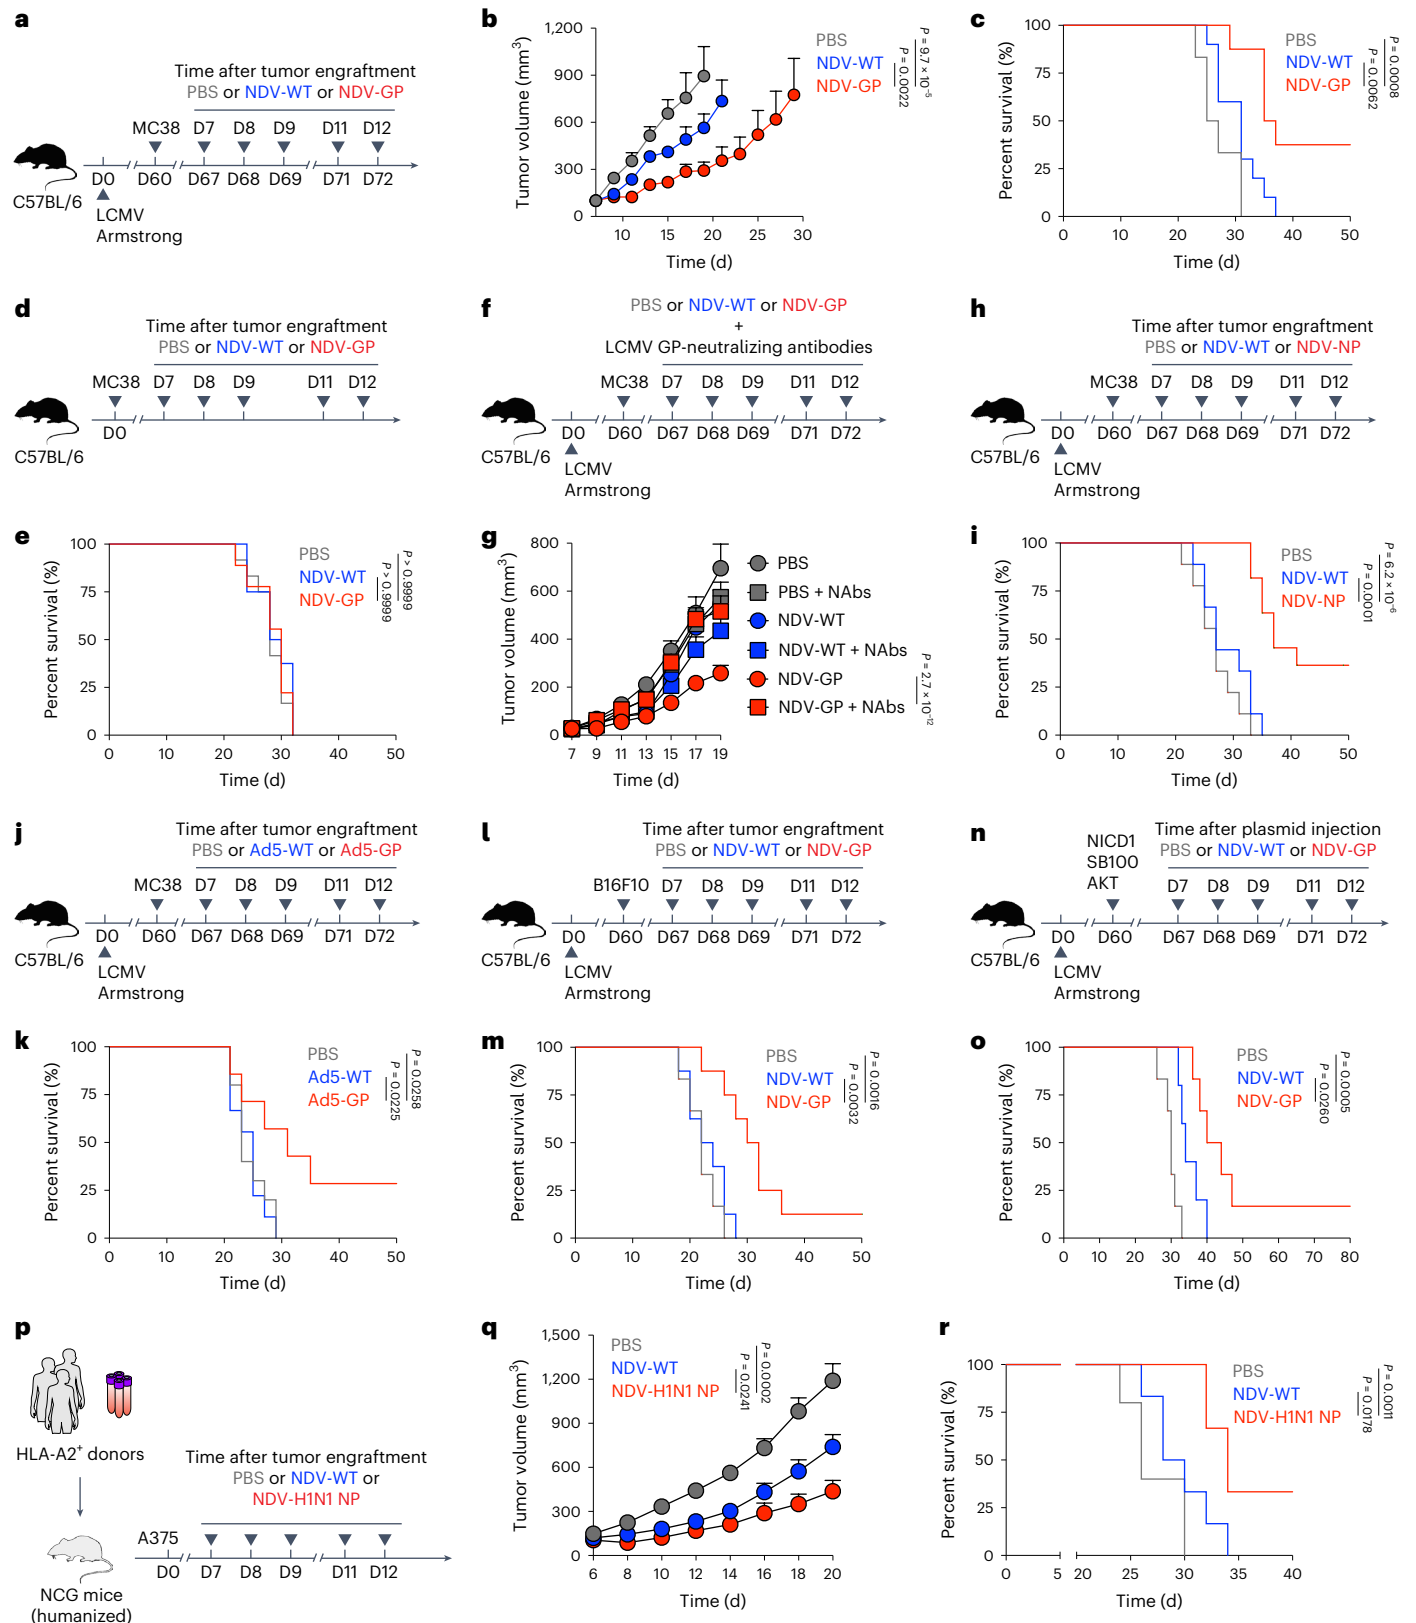 a
Time after tumor engraftment
PBS or NDV-WT or NDV-GP
MC38 D7 D8 D9 D11 D12
D0 D60 D67 D68 D69 D71 D72
C57BL/6
LCMV
Armstrong
b
Tumor volume (mm³)
1,200
900
600
300
0
10 15 20 25 30
Time (d)
PBS
NDV-WT
NDV-GP
P = 0.0022
P = 9.7 × 10⁻⁵
c
Percent survival (%)
100
75
50
25
0
0 10 20 30 40 50
Time (d)
PBS
NDV-WT
NDV-GP
P = 0.0062
P = 0.0008
d
Time after tumor engraftment
PBS or NDV-WT or NDV-GP
MC38 D7 D8 D9 D11 D12
D0
C57BL/6
f
PBS or NDV-WT or NDV-GP
+
LCMV GP-neutralizing antibodies
MC38 D7 D8 D9 D11 D12
D0 D60 D67 D68 D69 D71 D72
C57BL/6
LCMV
Armstrong
h
Time after tumor engraftment
PBS or NDV-WT or NDV-NP
MC38 D7 D8 D9 D11 D12
D0 D60 D67 D68 D69 D71 D72
C57BL/6
LCMV
Armstrong
e
Percent survival (%)
100
75
50
25
0
0 10 20 30 40 50
Time (d)
PBS
NDV-WT
NDV-GP
P > 0.9999
P > 0.9999
g
Tumor volume (mm³)
800
600
400
200
0
7 9 11 13 15 17 19
Time (d)
PBS
PBS + NAbs
NDV-WT
NDV-WT + NAbs
NDV-GP
NDV-GP + NAbs
P = 2.7 × 10⁻¹²
i
Percent survival (%)
100
75
50
25
0
0 10 20 30 40 50
Time (d)
PBS
NDV-WT
NDV-NP
P = 0.0001
P = 6.2 × 10⁻⁶
j
Time after tumor engraftment
PBS or Ad5-WT or Ad5-GP
MC38 D7 D8 D9 D11 D12
D0 D60 D67 D68 D69 D71 D72
C57BL/6
LCMV
Armstrong
l
Time after tumor engraftment
PBS or NDV-WT or NDV-GP
B16F10 D7 D8 D9 D11 D12
D0 D60 D67 D68 D69 D71 D72
C57BL/6
LCMV
Armstrong
n
NICD1
SB100
AKT
Time after plasmid injection
PBS or NDV-WT or NDV-GP
D7 D8 D9 D11 D12
D0 D60 D67 D68 D69 D71 D72
C57BL/6
LCMV
Armstrong
k
Percent survival (%)
100
75
50
25
0
0 10 20 30 40 50
Time (d)
PBS
Ad5-WT
Ad5-GP
P = 0.0225
P = 0.0258
m
Percent survival (%)
100
75
50
25
0
0 10 20 30 40 50
Time (d)
PBS
NDV-WT
NDV-GP
P = 0.0032
P = 0.0016
o
Percent survival (%)
100
75
50
25
0
0 10 20 30 40 50 60 70 80
Time (d)
PBS
NDV-WT
NDV-GP
P = 0.0260
P = 0.0005
p
HLA-A2⁺ donors
NCG mice
(humanized)
Time after tumor engraftment
PBS or NDV-WT or
NDV-H1N1 NP
A375
D0 D7 D8 D9 D11 D12
q
Tumor volume (mm³)
1,500
1,200
900
600
300
0
6 8 10 12 14 16 18 20
Time (d)
PBS
NDV-WT
NDV-H1N1 NP
P = 0.0241
P = 0.0002
r
Percent survival (%)
100
75
50
25
0
0 5 20 25 30 35 40
Time (d)
PBS
NDV-WT
NDV-H1N1 NP
P = 0.0178
P = 0.0011